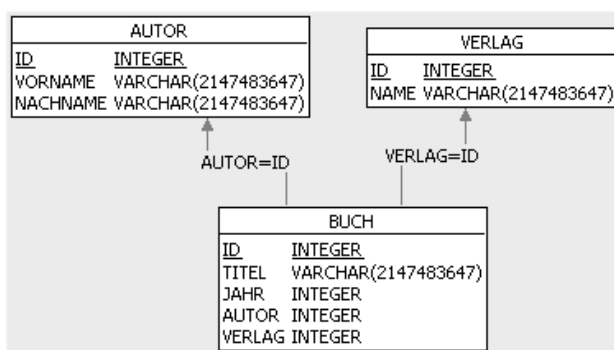 AUTOR
ID INTEGER
VORNAME VARCHAR(2147483647)
NACHNAME VARCHAR(2147483647)
VERLAG
ID INTEGER
NAME VARCHAR(2147483647)
AUTOR=ID
VERLAG=ID
BUCH
ID INTEGER
TITEL VARCHAR(2147483647)
JAHR INTEGER
AUTOR INTEGER
VERLAG INTEGER